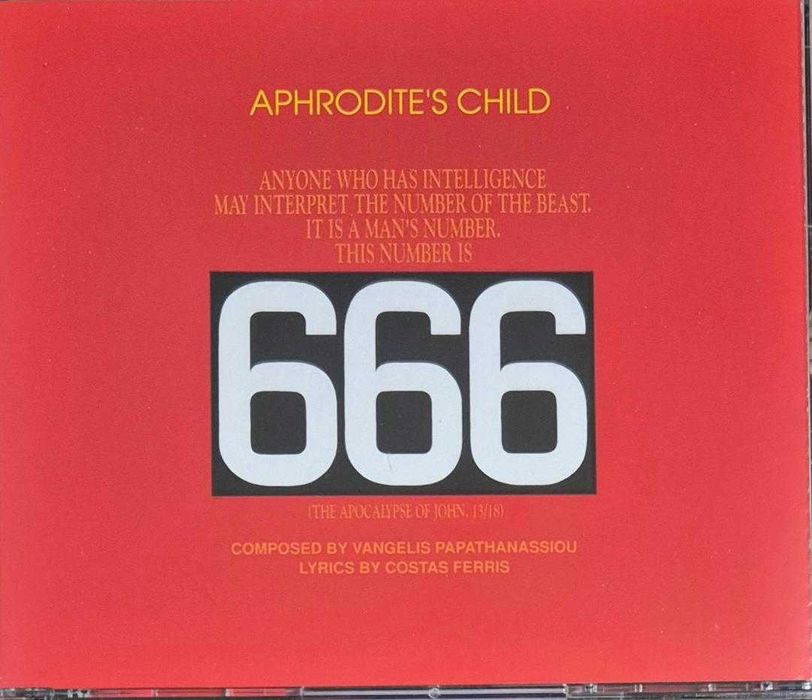 APHRODITE'S CHILD
ANYONE WHO HAS INTELLIGENCE
MAY INTERPRET THE NUMBER OF THE BEAST.
IT IS A MAN'S NUMBER.
THIS NUMBER IS
666
(THE APOCALYPSE OF JOHN, 13/18)
COMPOSED BY VANGELIS PAPATHANASSIOU
LYRICS BY COSTAS FERRIS